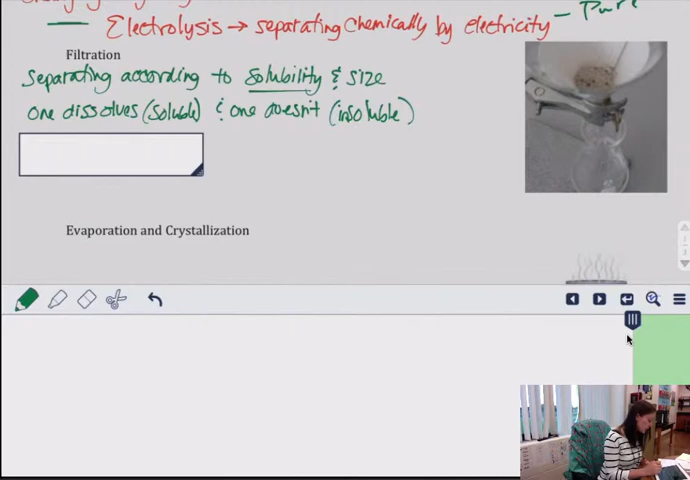 Electrolysis → separating chemically by electricity - Pure
Filtration
Separating according to solubility & size
one dissolves (soluble) & one doesn't (insoluble)
Evaporation and Crystallization